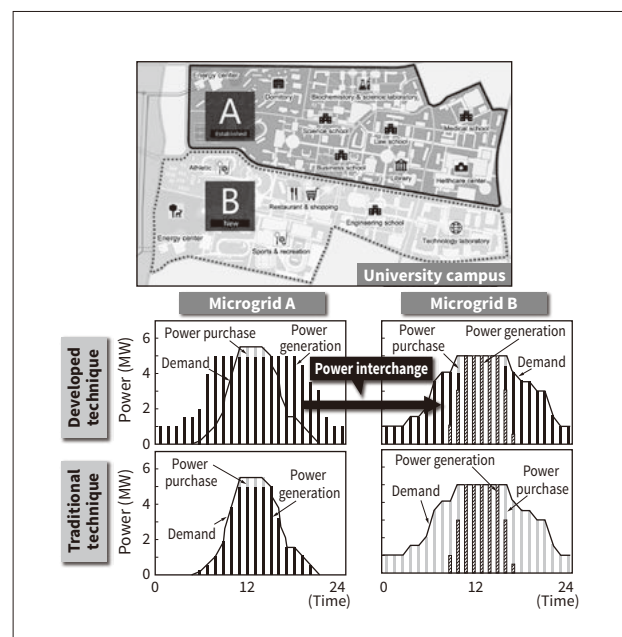 Energy center
Dormitory
Biochemistry & science laboratory
A
Established
Science school
Law school
Medical school
Business school
Library
Helthcare center
Athletic
B
New
Restaurant & shopping
Engineering school
Energy center
Sports & recreation
Technology laboratory
University campus
Microgrid A
Microgrid B
Developed
technique
Power (MW)
6
4
2
0
Power purchase
Demand
Power
generation
Power interchange
Power
purchase
Power generation
Demand
Traditional
technique
Power (MW)
6
4
2
0
Power
purchase
Demand
Power
generation
Power generation
Demand
Power
purchase
0
12
24
(Time)
0
12
24
(Time)